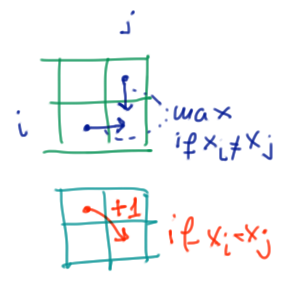 j
i
max
if xi≠xj
+1
if xi=xj